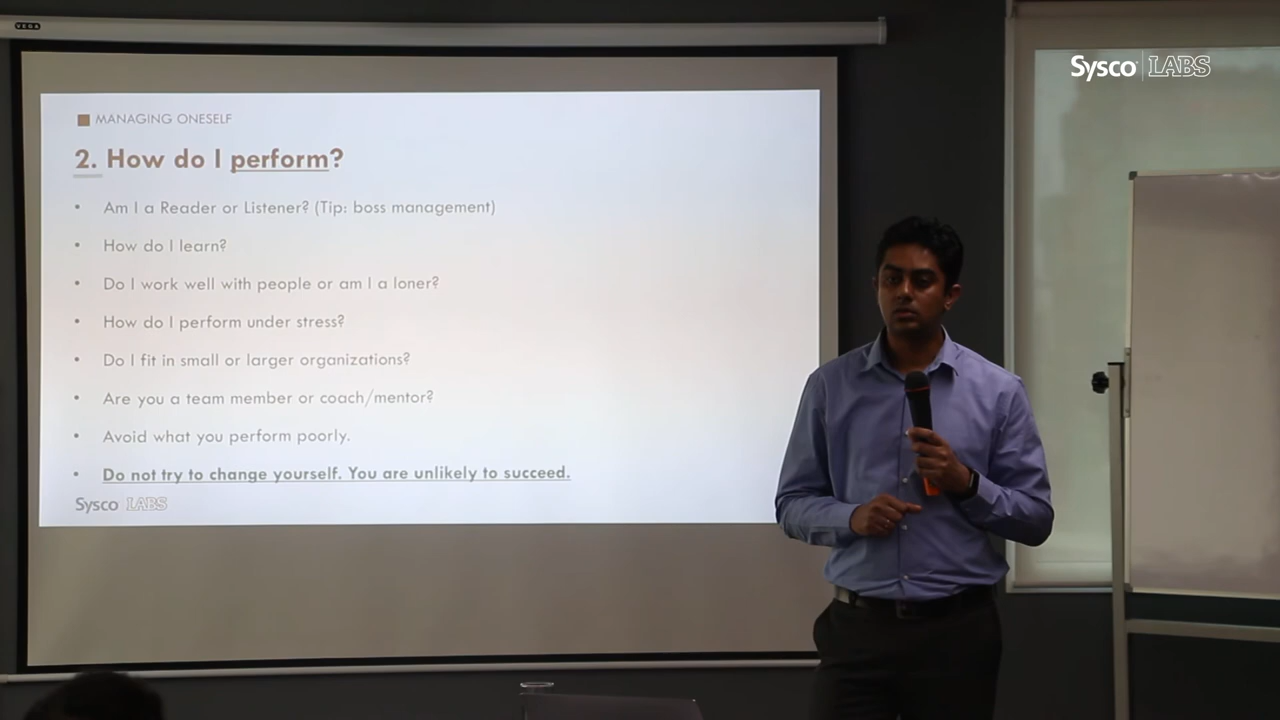 VEGA
Sysco LABS
MANAGING ONESELF
2. How do I perform?
• Am I a Reader or Listener? (Tip: boss management)
• How do I learn?
• Do I work well with people or am I a loner?
• How do I perform under stress?
• Do I fit in small or larger organizations?
• Are you a team member or coach/mentor?
• Avoid what you perform poorly.
• Do not try to change yourself. You are unlikely to succeed.
Sysco LABS